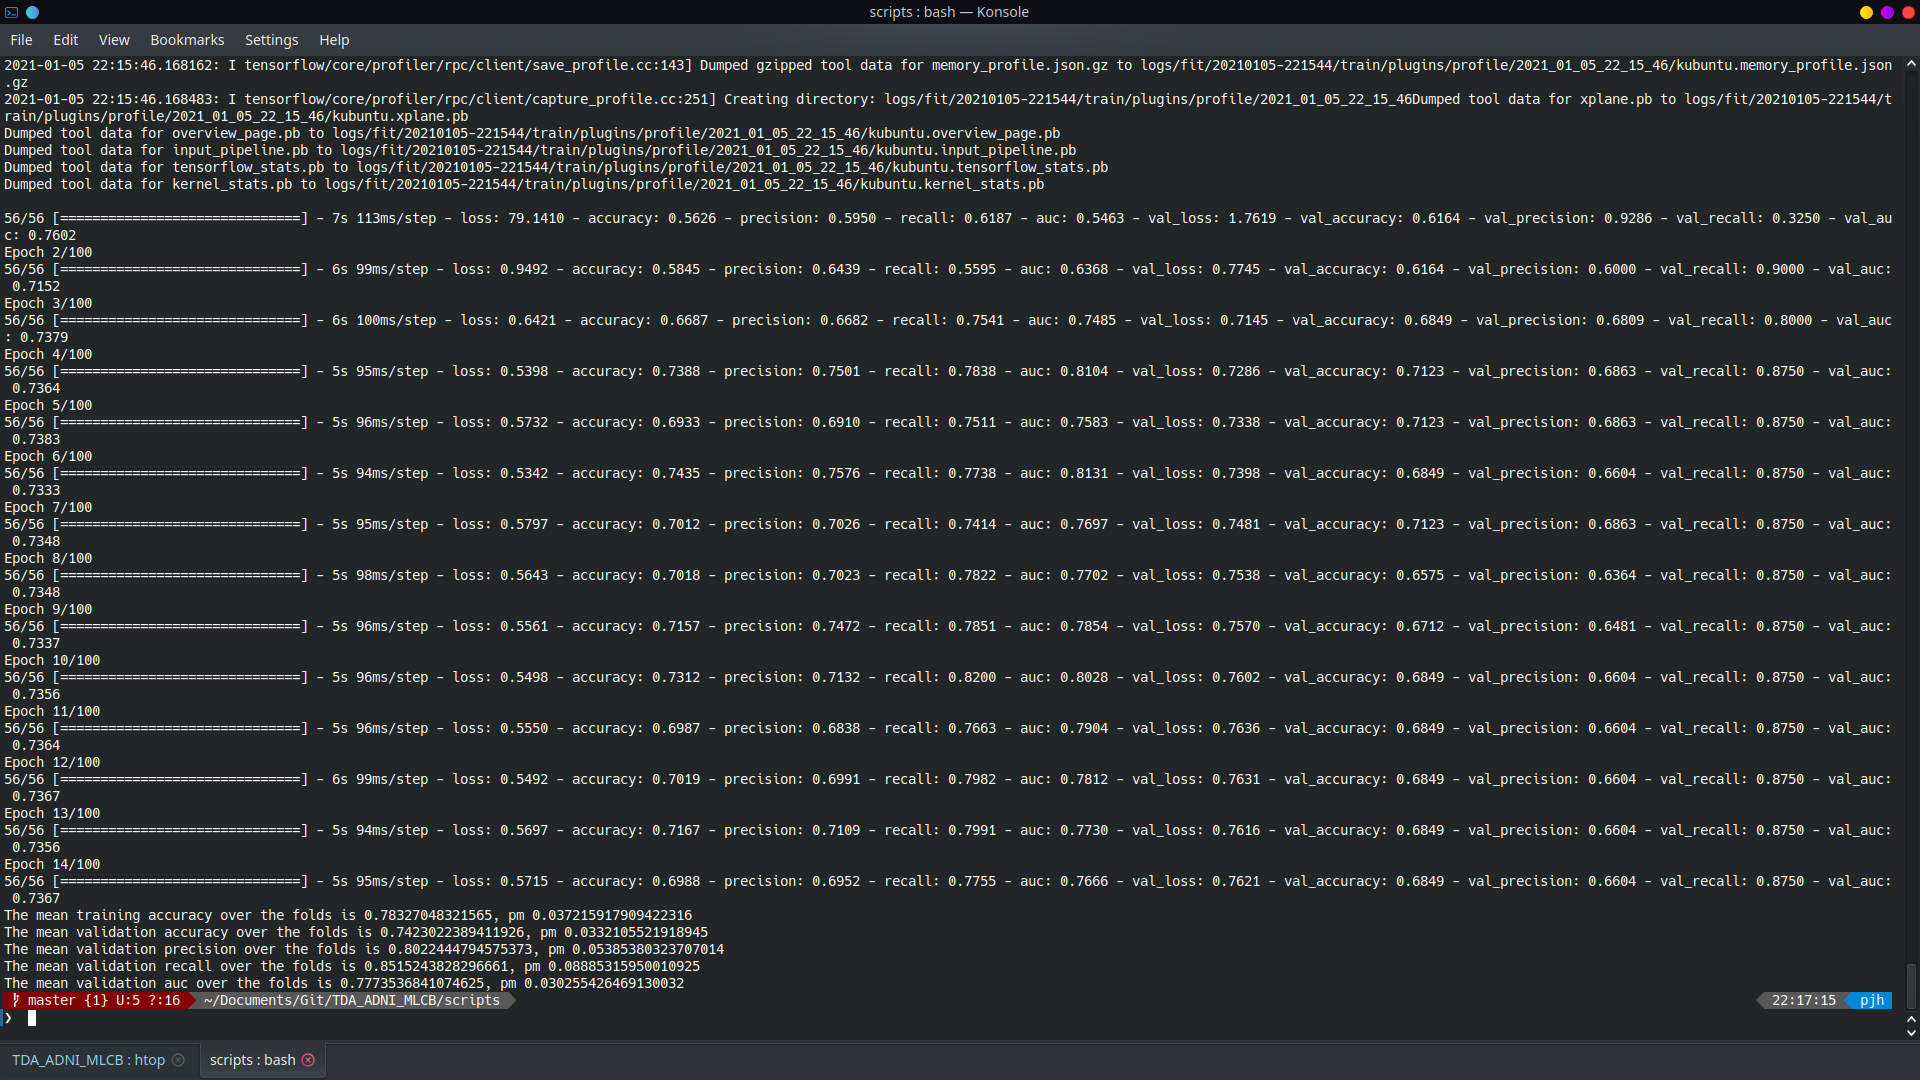 scripts : bash — Konsole
File Edit View Bookmarks Settings Help
2021-01-05 22:15:46.168162: I tensorflow/core/profiler/rpc/client/save_profile.cc:143] Dumped gzipped tool data for memory_profile.json.gz to logs/fit/20210105-221544/train/plugins/profile/2021_01_05_22_15_46/kubuntu.memory_profile.json
.gz
2021-01-05 22:15:46.168483: I tensorflow/core/profiler/rpc/client/capture_profile.cc:251] Creating directory: logs/fit/20210105-221544/train/plugins/profile/2021_01_05_22_15_46Dumped tool data for xplane.pb to logs/fit/20210105-221544/t
rain/plugins/profile/2021_01_05_22_15_46/kubuntu.xplane.pb
Dumped tool data for overview_page.pb to logs/fit/20210105-221544/train/plugins/profile/2021_01_05_22_15_46/kubuntu.overview_page.pb
Dumped tool data for input_pipeline.pb to logs/fit/20210105-221544/train/plugins/profile/2021_01_05_22_15_46/kubuntu.input_pipeline.pb
Dumped tool data for tensorflow_stats.pb to logs/fit/20210105-221544/train/plugins/profile/2021_01_05_22_15_46/kubuntu.tensorflow_stats.pb
Dumped tool data for kernel_stats.pb to logs/fit/20210105-221544/train/plugins/profile/2021_01_05_22_15_46/kubuntu.kernel_stats.pb
56/56 [==============================] - 7s 113ms/step - loss: 79.1410 - accuracy: 0.5626 - precision: 0.5950 - recall: 0.6187 - auc: 0.5463 - val_loss: 1.7619 - val_accuracy: 0.6164 - val_precision: 0.9286 - val_recall: 0.3250 - val_au
c: 0.7602
Epoch 2/100
56/56 [==============================] - 6s 99ms/step - loss: 0.9492 - accuracy: 0.5845 - precision: 0.6439 - recall: 0.5595 - auc: 0.6368 - val_loss: 0.7745 - val_accuracy: 0.6164 - val_precision: 0.6000 - val_recall: 0.9000 - val_auc:
0.7152
Epoch 3/100
56/56 [==============================] - 6s 100ms/step - loss: 0.6421 - accuracy: 0.6687 - precision: 0.6682 - recall: 0.7541 - auc: 0.7485 - val_loss: 0.7145 - val_accuracy: 0.6849 - val_precision: 0.6809 - val_recall: 0.8000 - val_auc
: 0.7379
Epoch 4/100
56/56 [==============================] - 5s 95ms/step - loss: 0.5398 - accuracy: 0.7388 - precision: 0.7501 - recall: 0.7838 - auc: 0.8104 - val_loss: 0.7286 - val_accuracy: 0.7123 - val_precision: 0.6863 - val_recall: 0.8750 - val_auc:
0.7364
Epoch 5/100
56/56 [==============================] - 5s 96ms/step - loss: 0.5732 - accuracy: 0.6933 - precision: 0.6910 - recall: 0.7511 - auc: 0.7583 - val_loss: 0.7338 - val_accuracy: 0.7123 - val_precision: 0.6863 - val_recall: 0.8750 - val_auc:
0.7383
Epoch 6/100
56/56 [==============================] - 5s 94ms/step - loss: 0.5342 - accuracy: 0.7435 - precision: 0.7576 - recall: 0.7738 - auc: 0.8131 - val_loss: 0.7398 - val_accuracy: 0.6849 - val_precision: 0.6604 - val_recall: 0.8750 - val_auc:
0.7333
Epoch 7/100
56/56 [==============================] - 5s 95ms/step - loss: 0.5797 - accuracy: 0.7012 - precision: 0.7026 - recall: 0.7414 - auc: 0.7697 - val_loss: 0.7481 - val_accuracy: 0.7123 - val_precision: 0.6863 - val_recall: 0.8750 - val_auc:
0.7348
Epoch 8/100
56/56 [==============================] - 5s 98ms/step - loss: 0.5643 - accuracy: 0.7018 - precision: 0.7023 - recall: 0.7822 - auc: 0.7702 - val_loss: 0.7538 - val_accuracy: 0.6575 - val_precision: 0.6364 - val_recall: 0.8750 - val_auc:
0.7348
Epoch 9/100
56/56 [==============================] - 5s 96ms/step - loss: 0.5561 - accuracy: 0.7157 - precision: 0.7472 - recall: 0.7851 - auc: 0.7854 - val_loss: 0.7570 - val_accuracy: 0.6712 - val_precision: 0.6481 - val_recall: 0.8750 - val_auc:
0.7337
Epoch 10/100
56/56 [==============================] - 5s 96ms/step - loss: 0.5498 - accuracy: 0.7312 - precision: 0.7132 - recall: 0.8200 - auc: 0.8028 - val_loss: 0.7602 - val_accuracy: 0.6849 - val_precision: 0.6604 - val_recall: 0.8750 - val_auc:
0.7356
Epoch 11/100
56/56 [==============================] - 5s 96ms/step - loss: 0.5550 - accuracy: 0.6987 - precision: 0.6838 - recall: 0.7663 - auc: 0.7904 - val_loss: 0.7636 - val_accuracy: 0.6849 - val_precision: 0.6604 - val_recall: 0.8750 - val_auc:
0.7364
Epoch 12/100
56/56 [==============================] - 6s 99ms/step - loss: 0.5492 - accuracy: 0.7019 - precision: 0.6991 - recall: 0.7982 - auc: 0.7812 - val_loss: 0.7631 - val_accuracy: 0.6849 - val_precision: 0.6604 - val_recall: 0.8750 - val_auc:
0.7367
Epoch 13/100
56/56 [==============================] - 5s 94ms/step - loss: 0.5697 - accuracy: 0.7167 - precision: 0.7109 - recall: 0.7991 - auc: 0.7730 - val_loss: 0.7616 - val_accuracy: 0.6849 - val_precision: 0.6604 - val_recall: 0.8750 - val_auc:
0.7356
Epoch 14/100
56/56 [==============================] - 5s 95ms/step - loss: 0.5715 - accuracy: 0.6988 - precision: 0.6952 - recall: 0.7755 - auc: 0.7666 - val_loss: 0.7621 - val_accuracy: 0.6849 - val_precision: 0.6604 - val_recall: 0.8750 - val_auc:
0.7367
The mean training accuracy over the folds is 0.78327048321565, pm 0.037215917909422316
The mean validation accuracy over the folds is 0.7423022389411926, pm 0.0332105521918945
The mean validation precision over the folds is 0.8022444794575373, pm 0.05385380323707014
The mean validation recall over the folds is 0.8515243828296661, pm 0.08885315950010925
The mean validation auc over the folds is 0.7773536841074625, pm 0.030255426469130032
master {1} U:5 ?:16 ~/Documents/Git/TDA_ADNI_MLCB/scripts 22:17:15 pjh
❯
TDA_ADNI_MLCB : htop scripts : bash